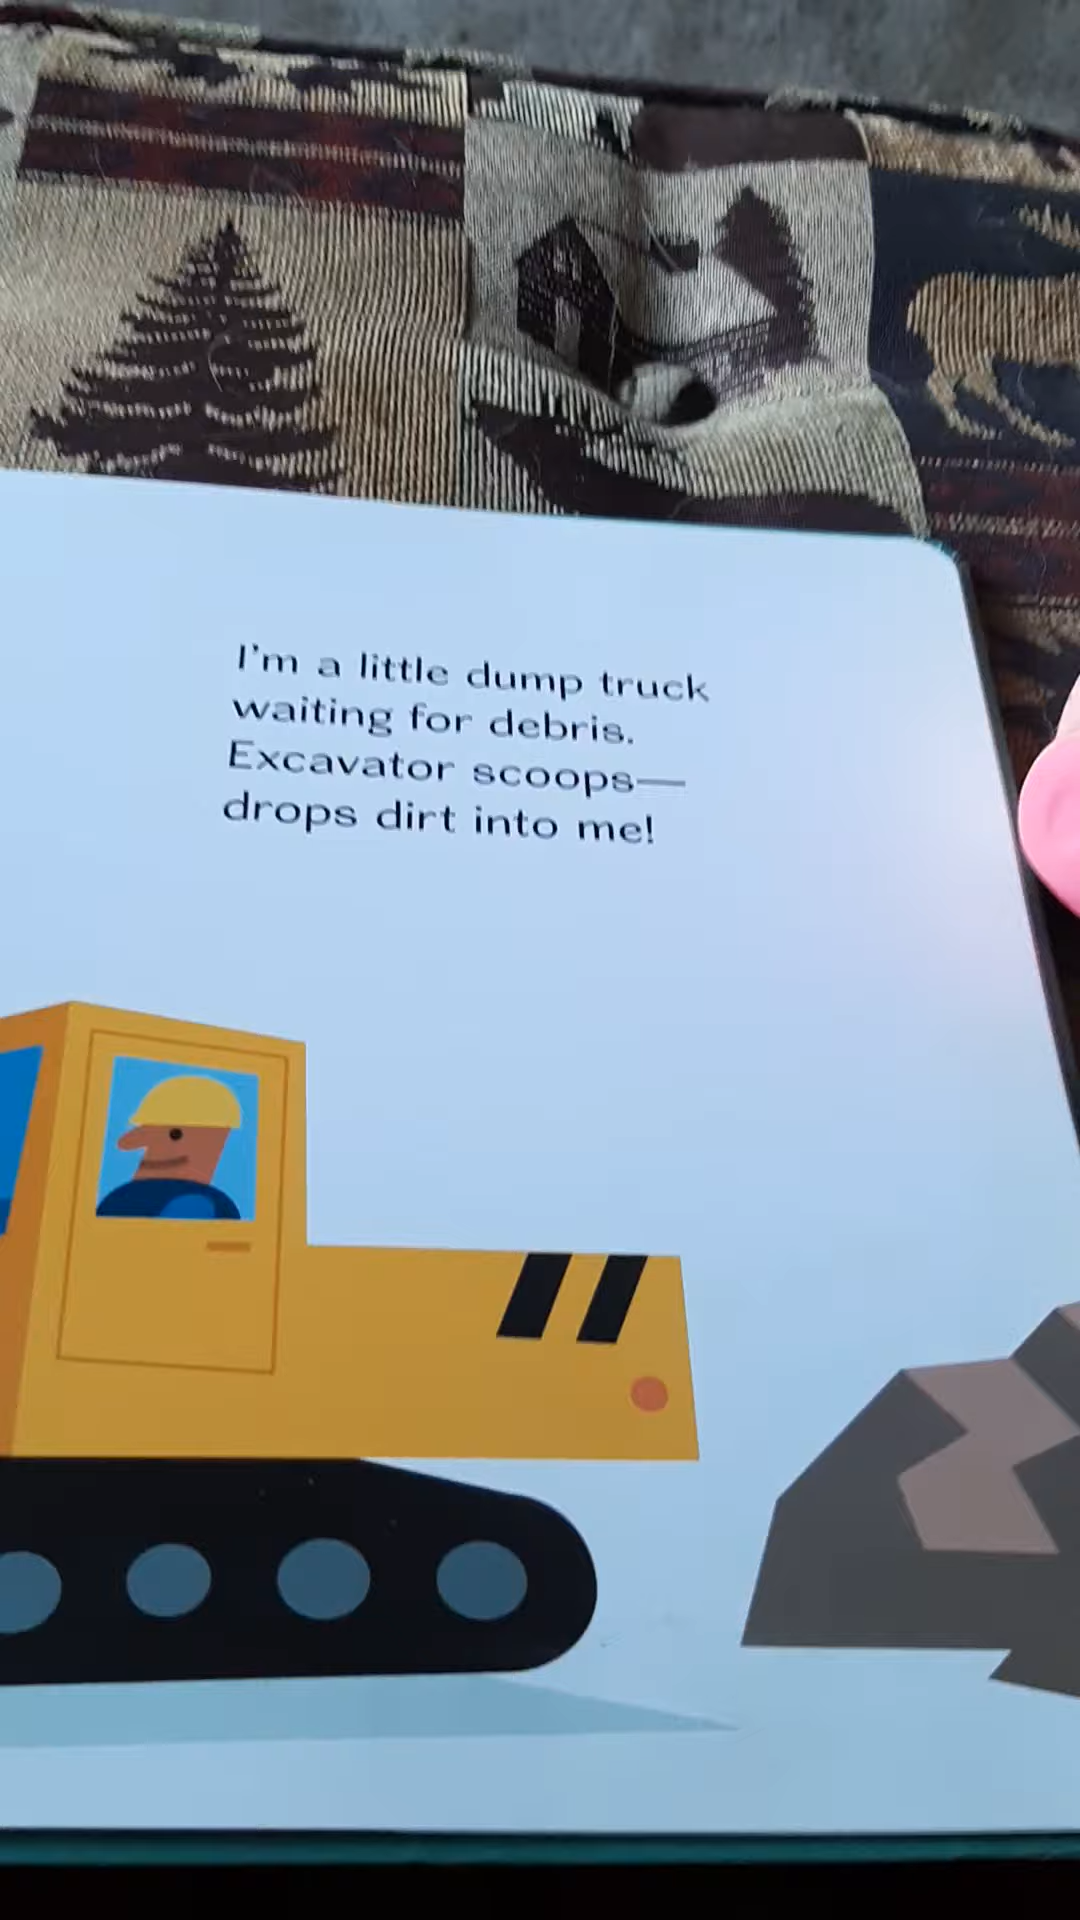 I'm a little dump truck
waiting for debris.
Excavator scoops—
drops dirt into me!